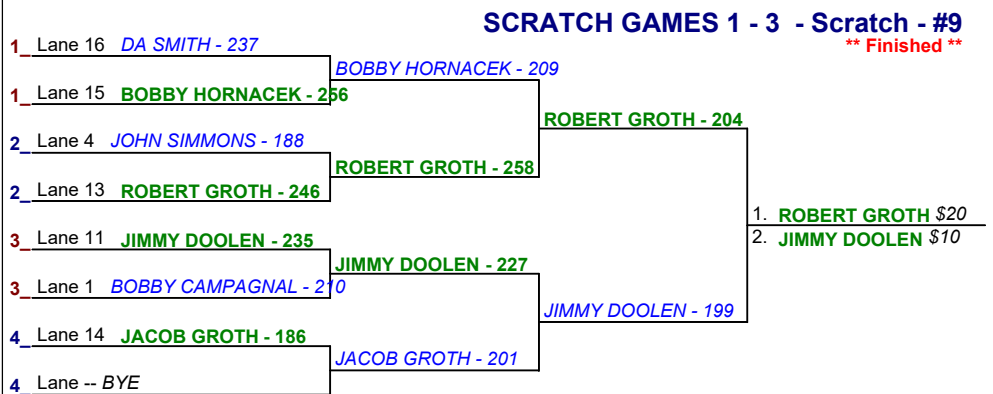 SCRATCH GAMES 1 - 3 - Scratch - #9
** Finished **
1_ Lane 16 DA SMITH - 237
BOBBY HORNACEK - 209
1_ Lane 15 BOBBY HORNACEK - 256
ROBERT GROTH - 204
2_ Lane 4 JOHN SIMMONS - 188
ROBERT GROTH - 258
2_ Lane 13 ROBERT GROTH - 246
1. ROBERT GROTH $20
2. JIMMY DOOLEN $10
3_ Lane 11 JIMMY DOOLEN - 235
JIMMY DOOLEN - 227
3_ Lane 1 BOBBY CAMPAGNAL - 210
JIMMY DOOLEN - 199
4_ Lane 14 JACOB GROTH - 186
JACOB GROTH - 201
4_ Lane -- BYE